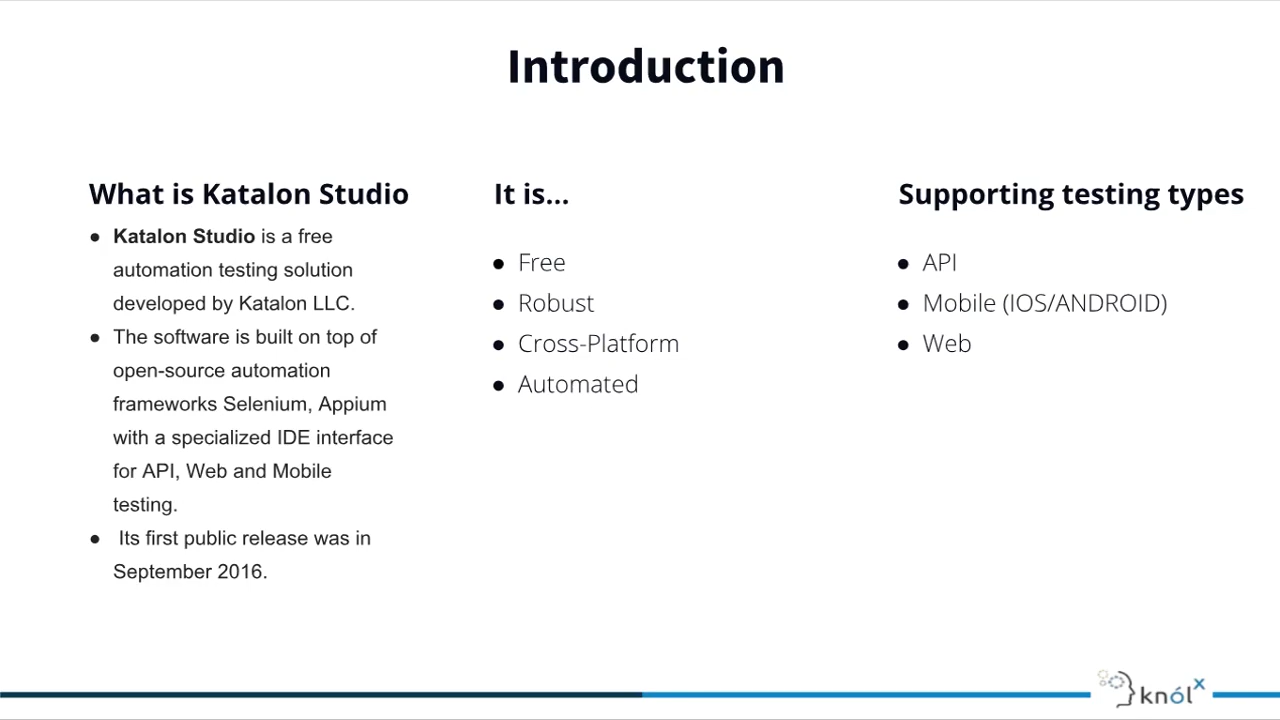 Introduction
What is Katalon Studio
● Katalon Studio is a free
automation testing solution
developed by Katalon LLC.
● The software is built on top of
open-source automation
frameworks Selenium, Appium
with a specialized IDE interface
for API, Web and Mobile
testing.
● Its first public release was in
September 2016.
It is...
● Free
● Robust
● Cross-Platform
● Automated
Supporting testing types
● API
● Mobile (IOS/ANDROID)
● Web
knólx